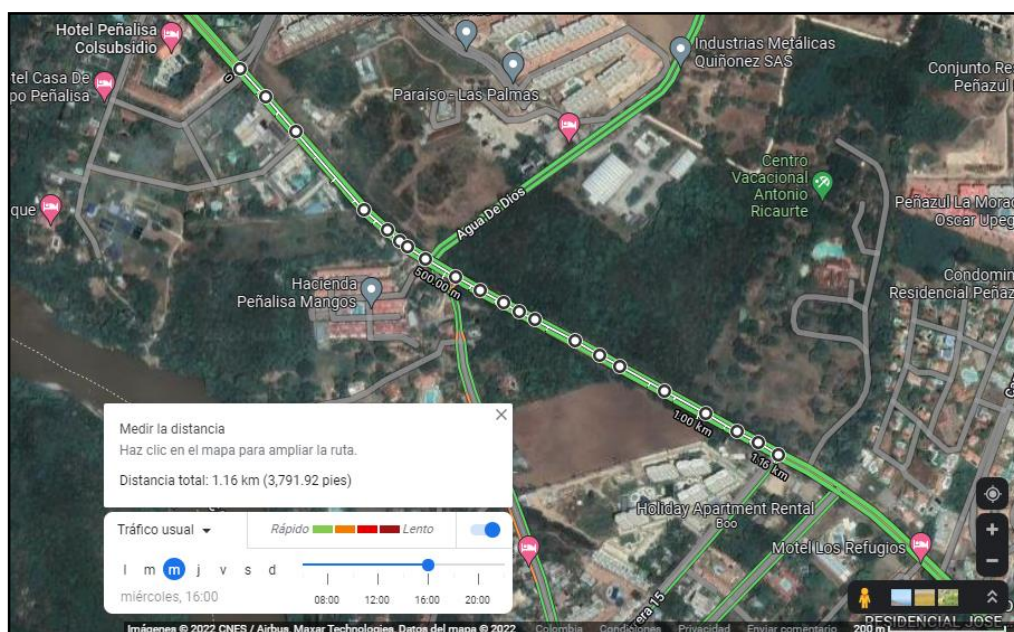 Hotel Peñalisa
Colsubsidio
tel Casa De
po Peñalisa
Industrias Metálicas
Quiñonez SAS
Paraíso - Las Palmas
Conjunto Re
Peñazul
Centro
Vacacional
Antonio
Ricaurte
Peñazul La Morad
Oscar Upeg
que
Agua De Dios
0
500.00 m
Hacienda
Peñalisa Mangos
Condomin
Residencial Peñaz
1.00 km
1.16 km
Medir la distancia
Haz clic en el mapa para ampliar la ruta.
Distancia total: 1.16 km (3,791.92 pies)
Tráfico usual
Rápido
Lento
l m m j v s d
08:00 12:00 16:00 20:00
miércoles, 16:00
Holiday Apartment Rental
Boo
Motel Los Refugios
rera 15
RESIDENCIAL JOSE
Imágenes © 2022 CNES / Airbus, Maxar Technologies, Datos del mapa © 2022 Colombia Condiciones Privacidad Enviar comentario 200 m